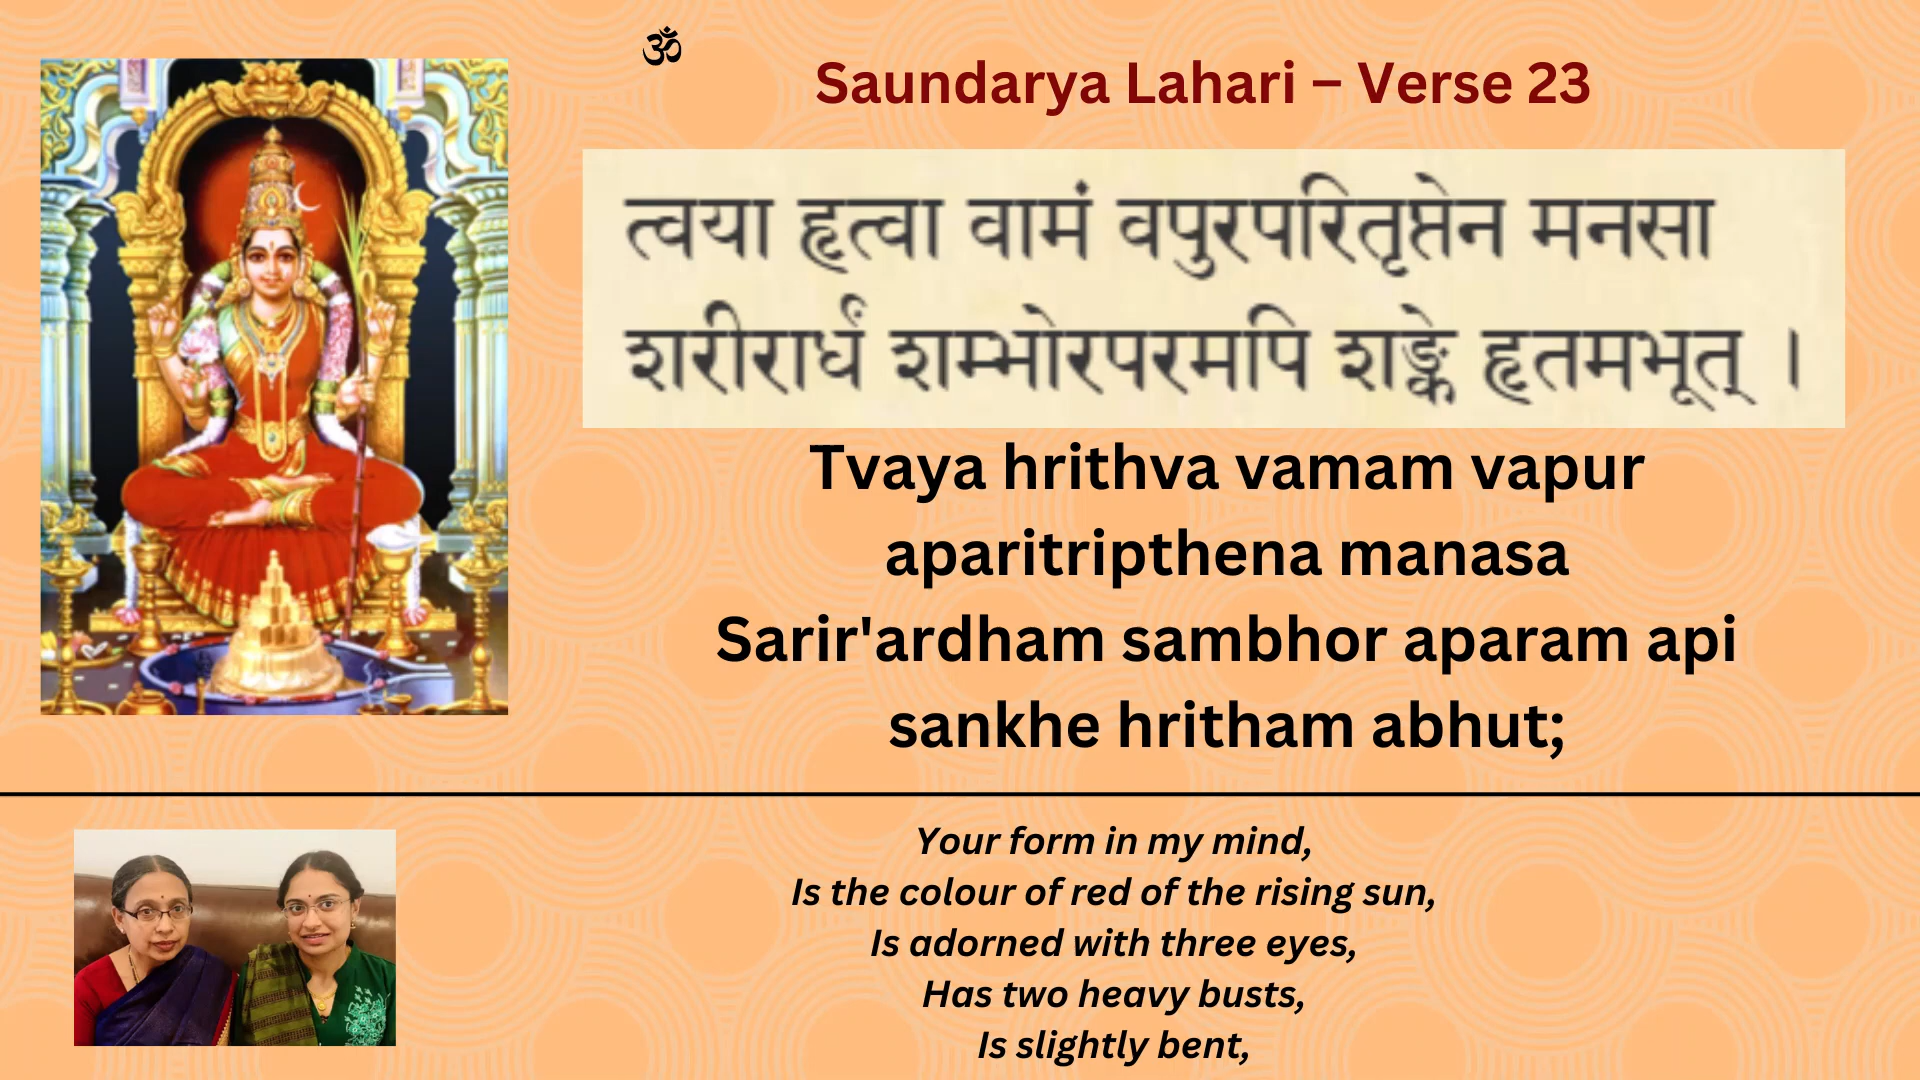 ॐ
Saundarya Lahari – Verse 23
त्वया हृत्वा वामं वपुरपरितृप्तेन मनसा
शरीरार्धं शम्भोरपरमपि शङ्के हृतमभूत् ।
Tvaya hrithva vamam vapur
aparitripthena manasa
Sarir'ardham sambhor aparam api
sankhe hritham abhut;
Your form in my mind,
Is the colour of red of the rising sun,
Is adorned with three eyes,
Has two heavy busts,
Is slightly bent,